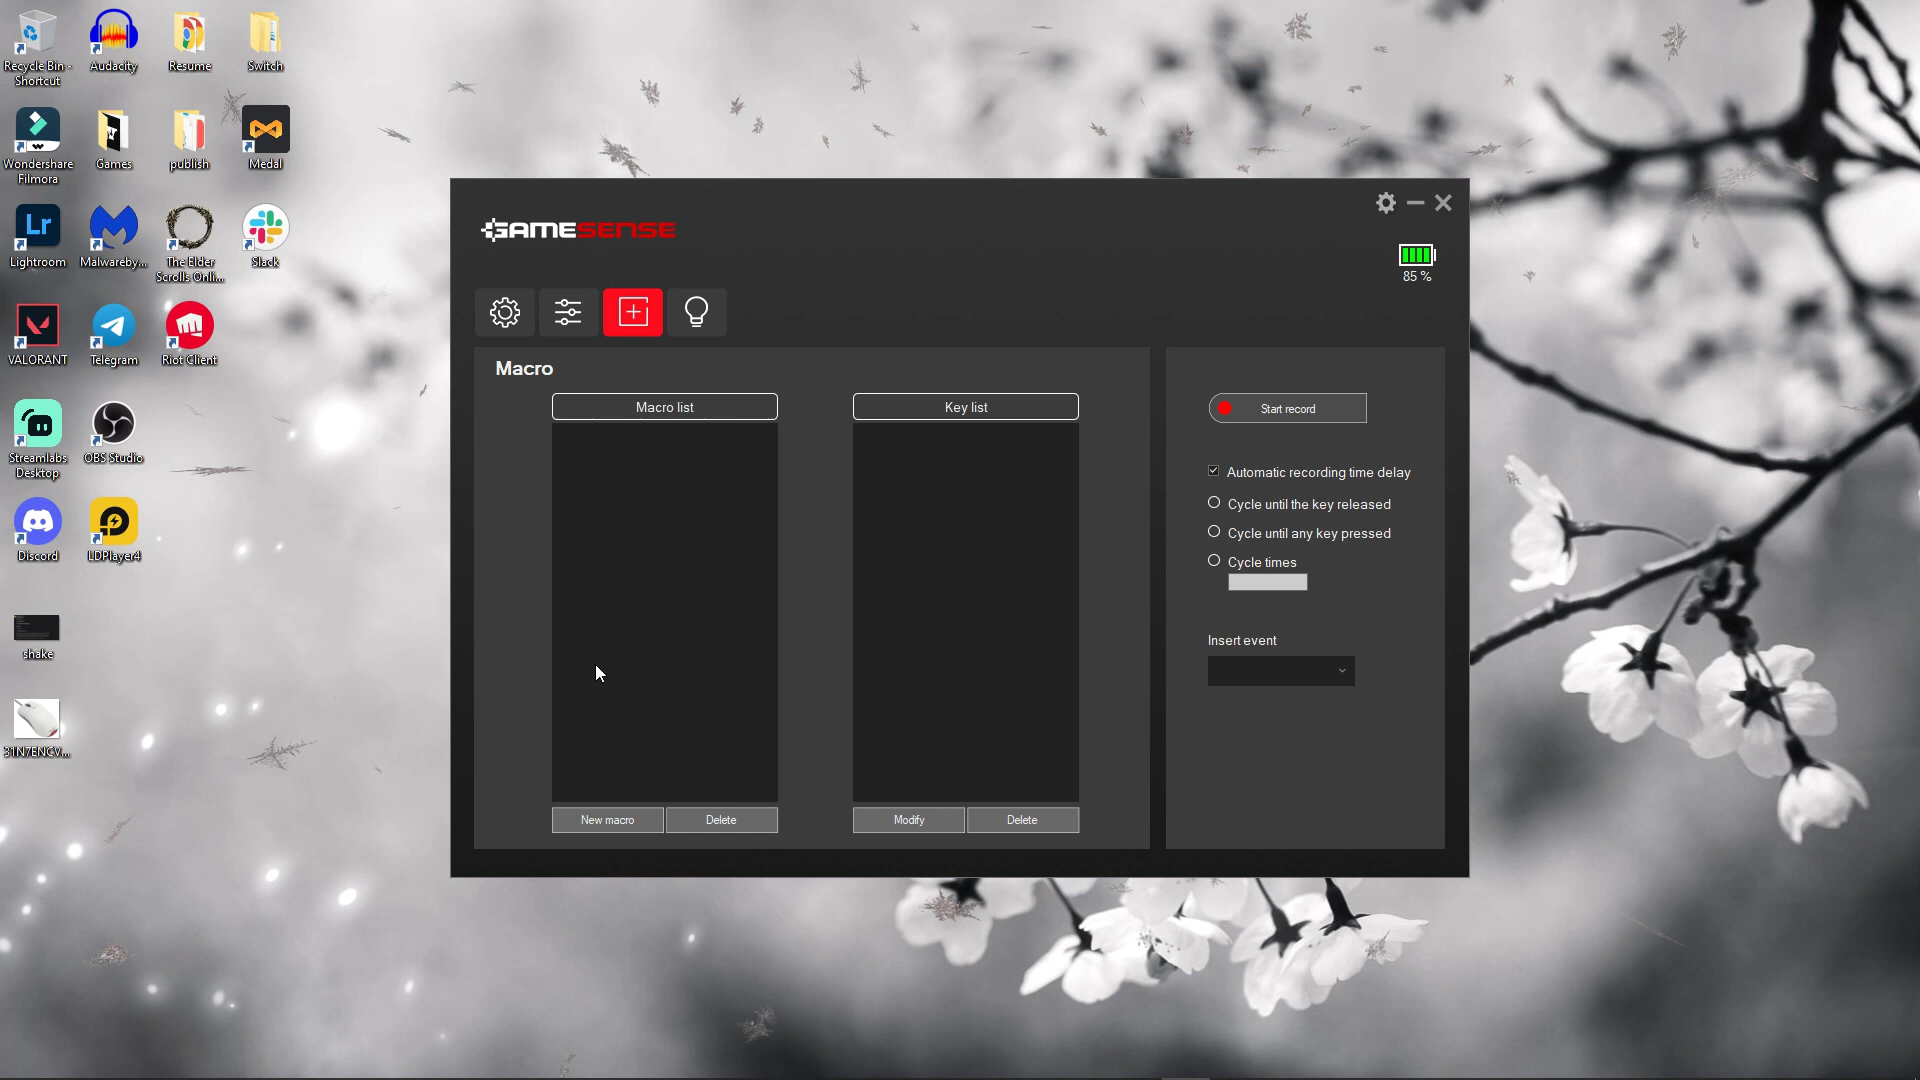 Recycle Bin -
Shortcut
Audacity
Resume
Switch
Wondershare
Filmora
Games
publish
Medal
Lr
Lightroom
Malwareby...
The Elder
Scrolls Onli...
Slack
VALORANT
Telegram
Riot Client
Streamlabs
Desktop
OBS Studio
Discord
LDPlayer4
shake
31N7ENCV...
GAMESENSE
85 %
Macro
Macro list
Key list
New macro
Delete
Modify
Delete
Start record
Automatic recording time delay
Cycle until the key released
Cycle until any key pressed
Cycle times
Insert event